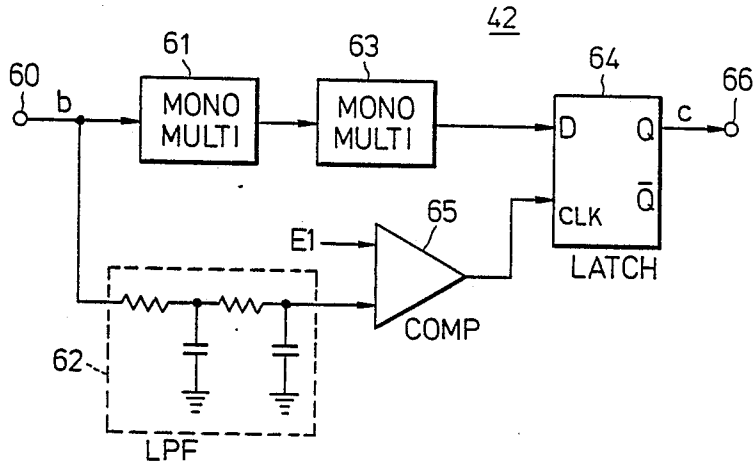 42
60
61
63
64
66
b
MONO
MULTI
MONO
MULTI
D
Q
c
Q̅
CLK
LATCH
65
E1
COMP
62
LPF